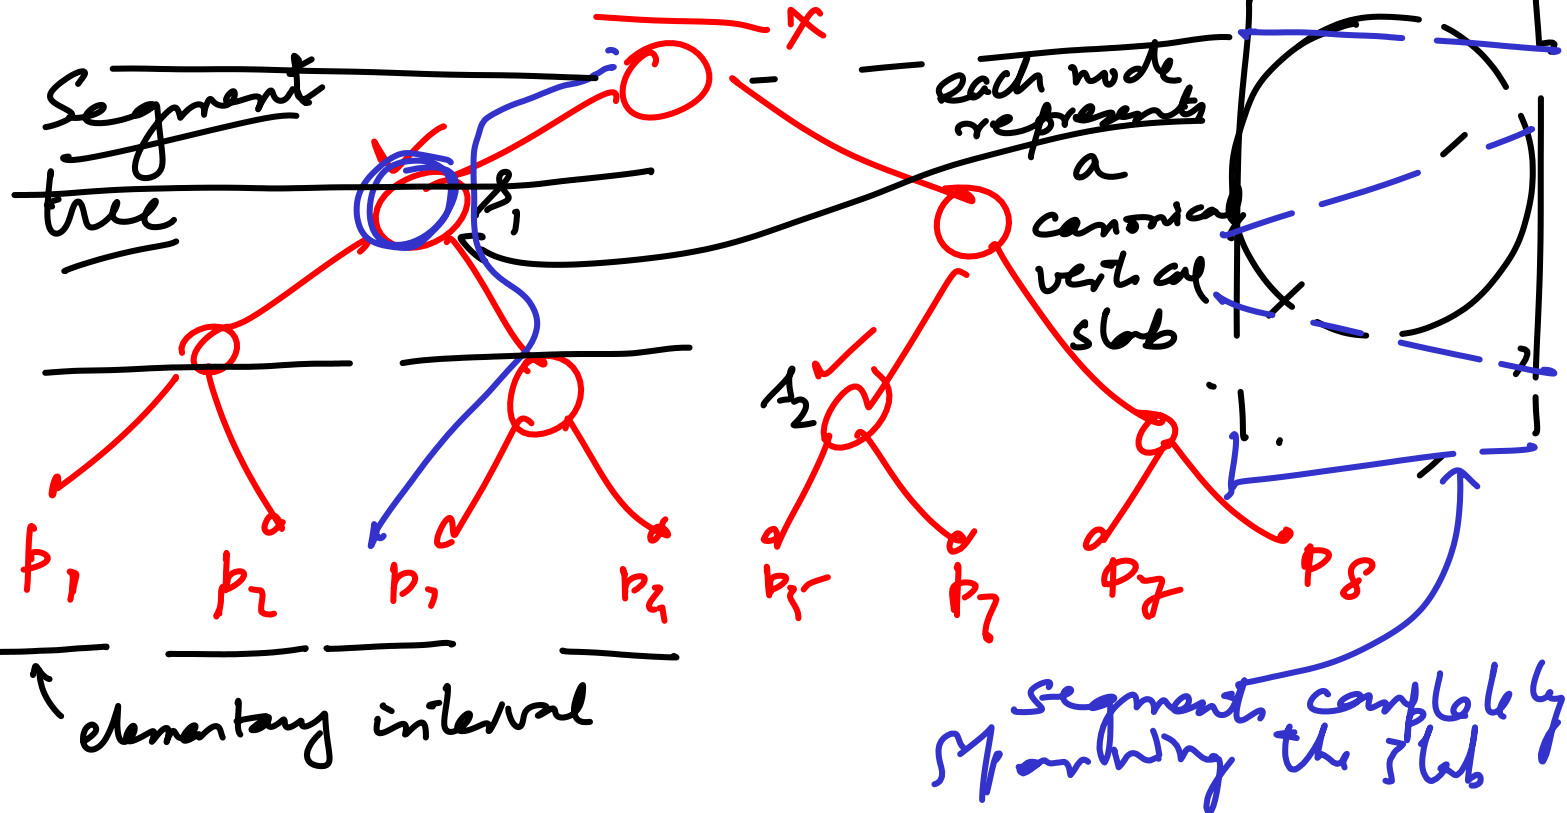 x
Segment
tree
s1
each node
represents
a
canonical
vertical
slab
s2
p1 p2 p3 p4 p5 p7 p7 p8
elementary interval
segments completely
spanning the slab